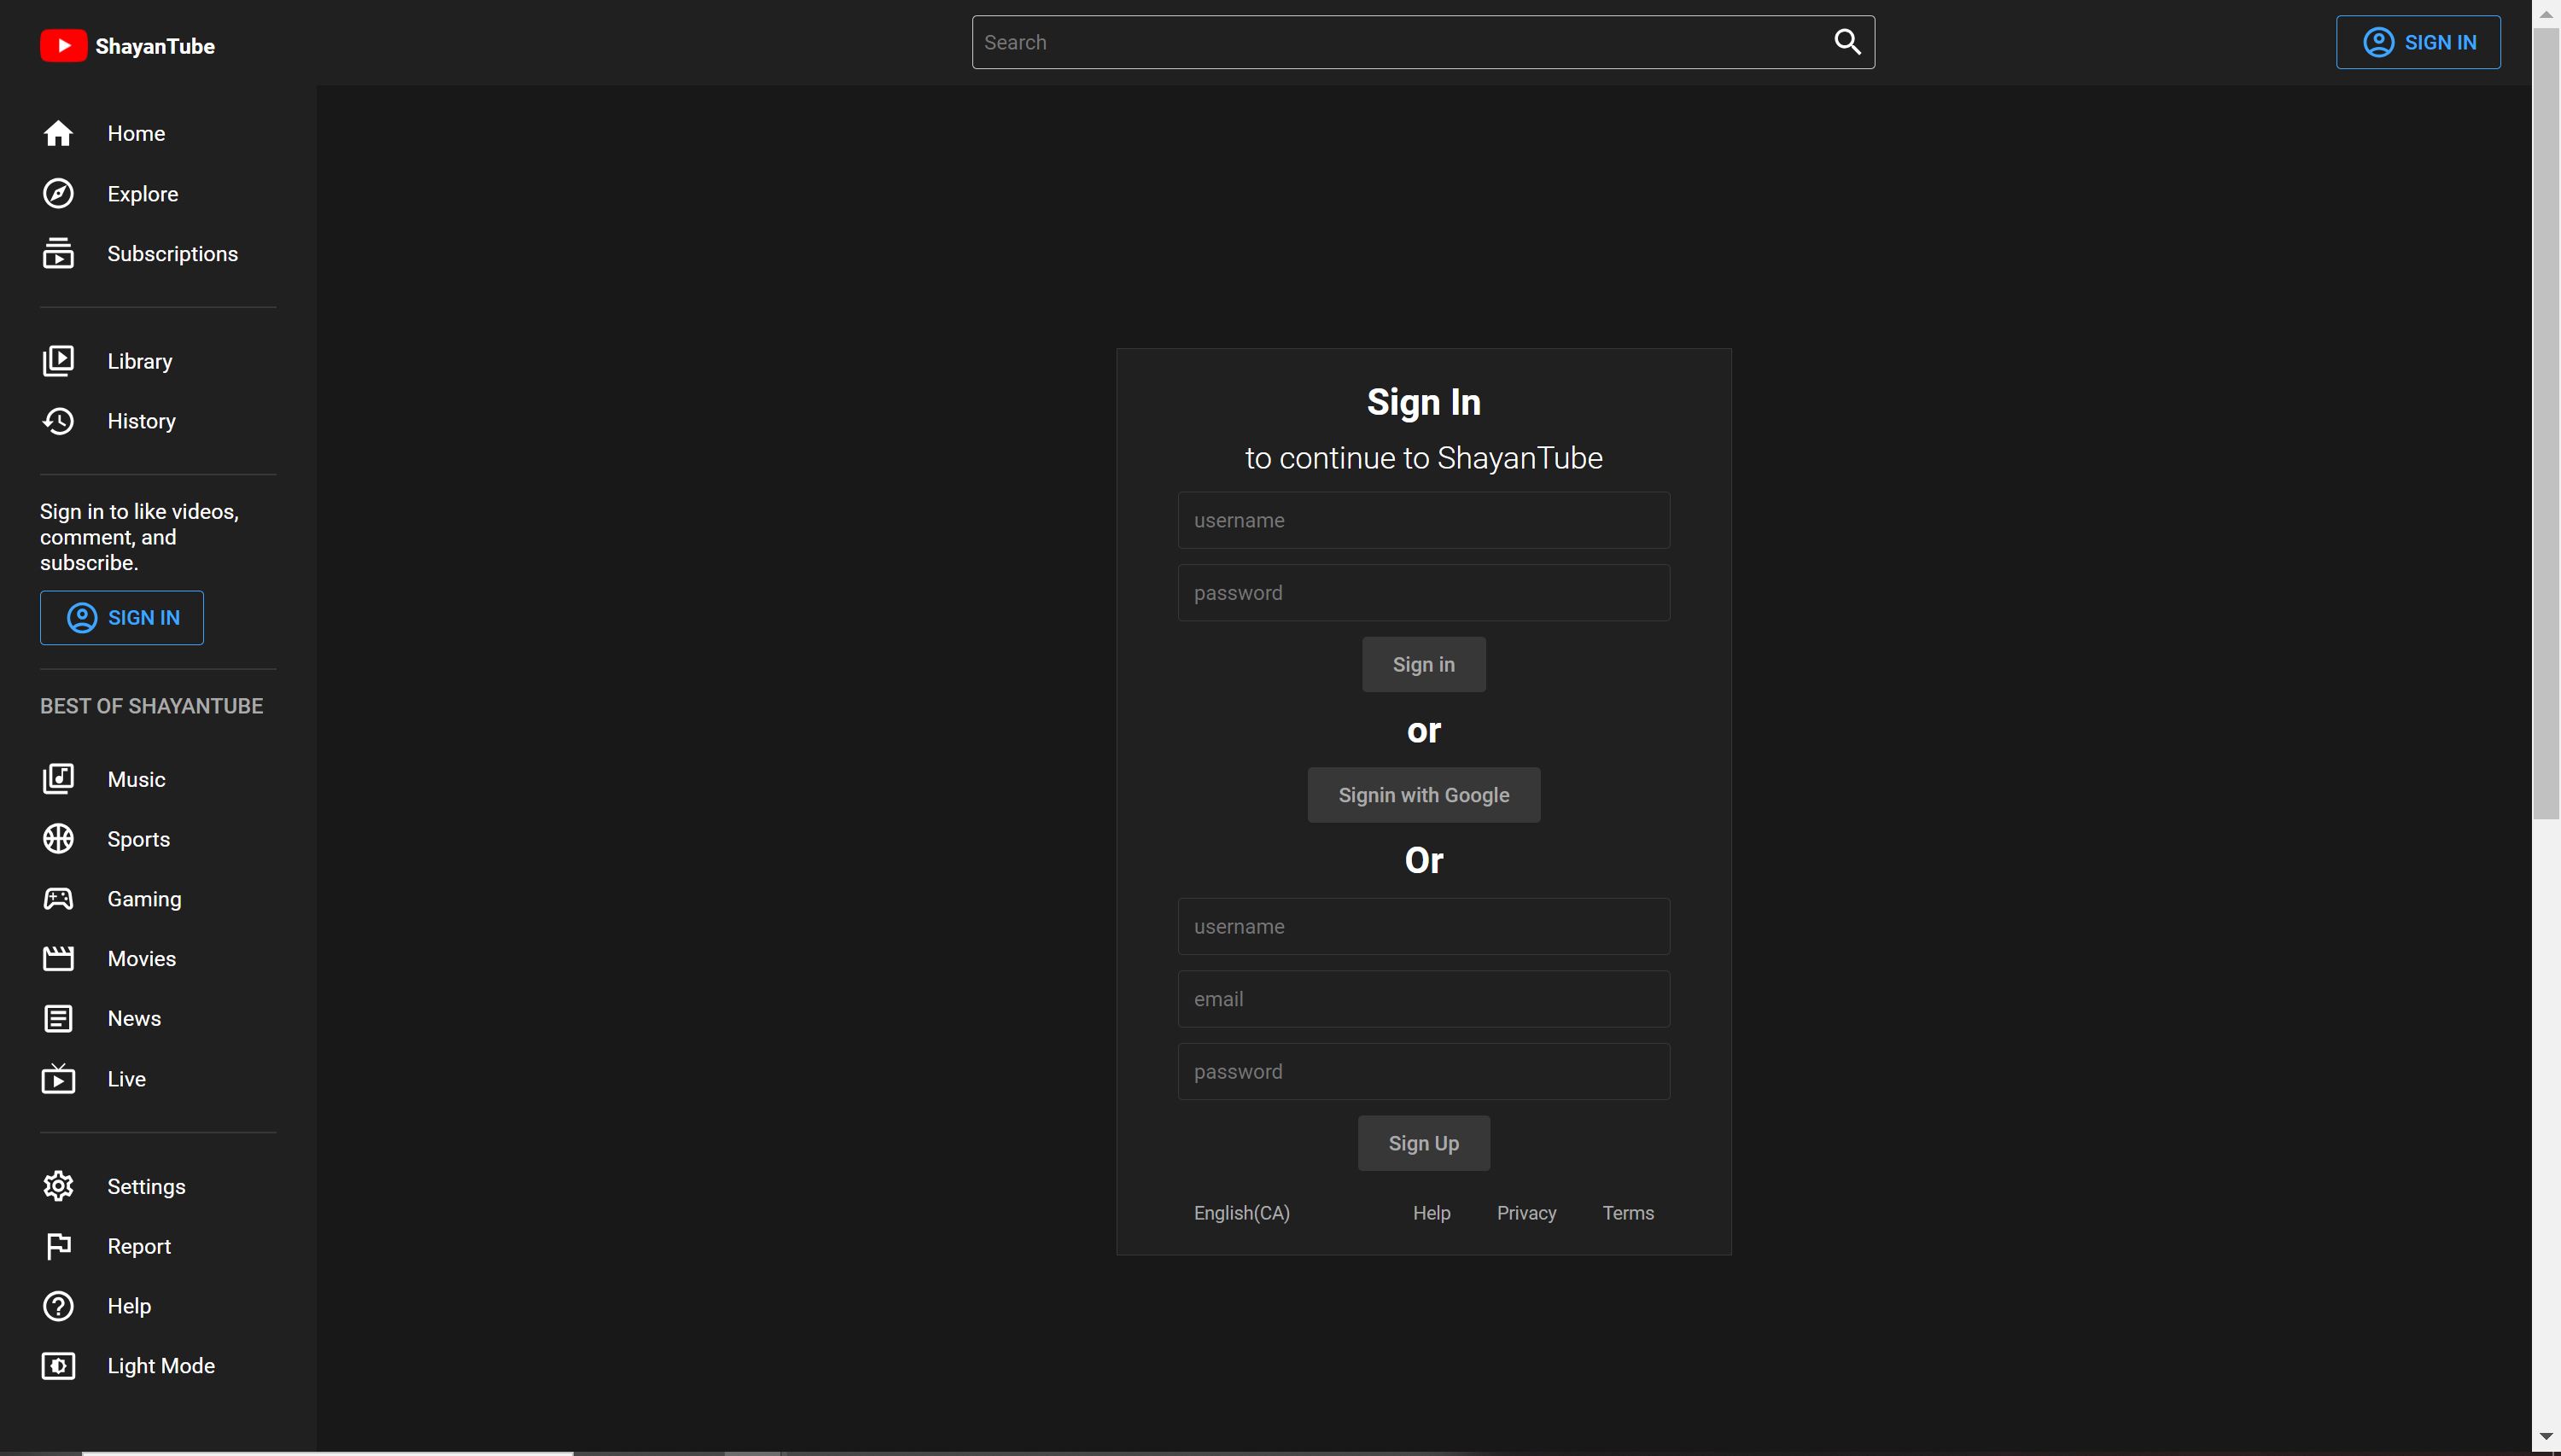 ShayanTube
Search
SIGN IN
Home
Explore
Subscriptions
Library
History
Sign in to like videos,
comment, and
subscribe.
SIGN IN
BEST OF SHAYANTUBE
Music
Sports
Gaming
Movies
News
Live
Settings
Report
Help
Light Mode
Sign In
to continue to ShayanTube
username
password
Sign in
or
Signin with Google
Or
username
email
password
Sign Up
English(CA) Help Privacy Terms